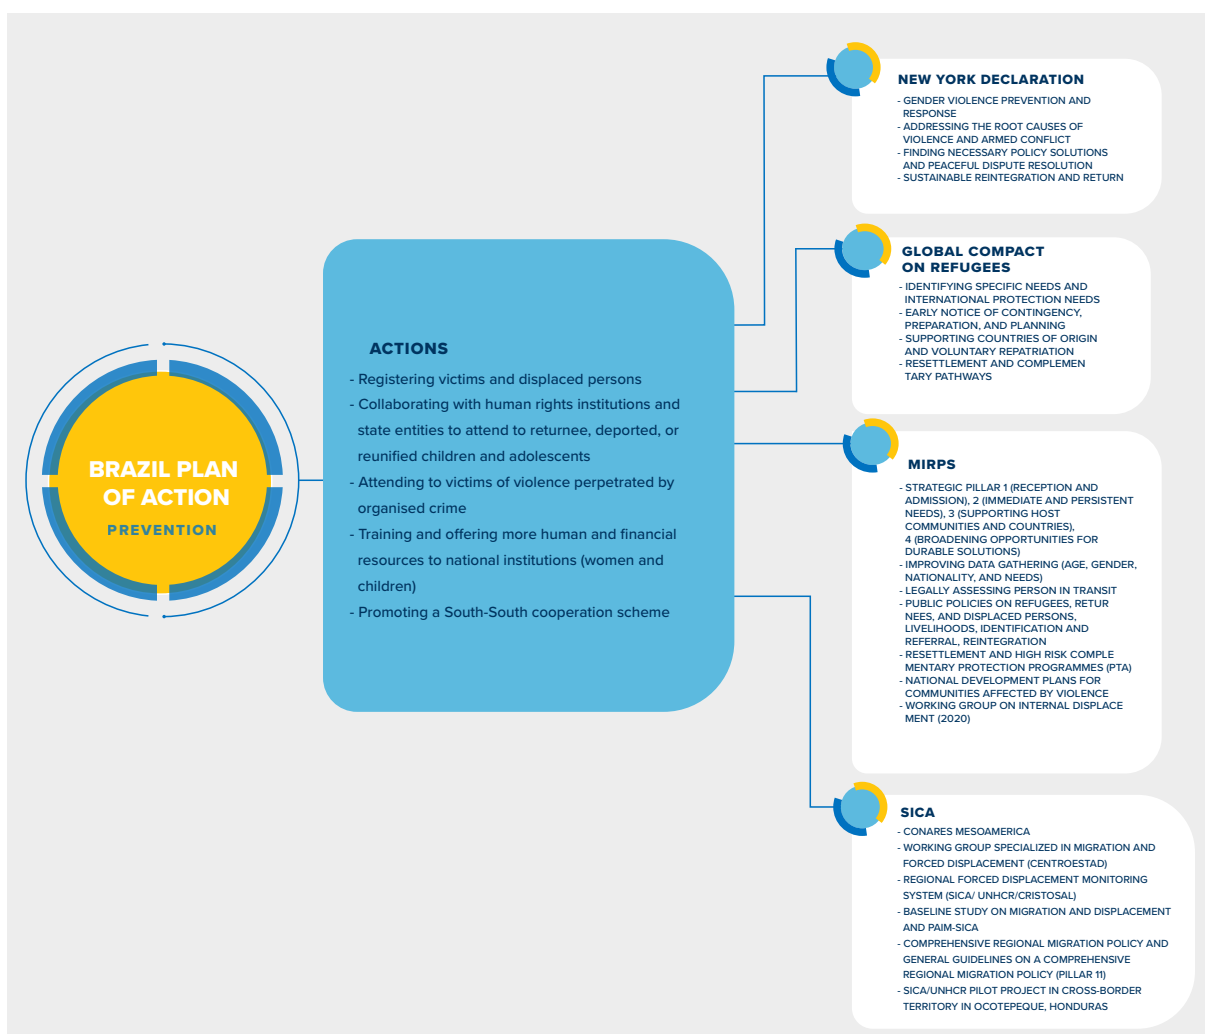 BRAZIL PLAN
OF ACTION
PREVENTION
ACTIONS
- Registering victims and displaced persons
- Collaborating with human rights institutions and
state entities to attend to returnee, deported, or
reunified children and adolescents
- Attending to victims of violence perpetrated by
organised crime
- Training and offering more human and financial
resources to national institutions (women and
children)
- Promoting a South-South cooperation scheme
NEW YORK DECLARATION
- GENDER VIOLENCE PREVENTION AND
RESPONSE
- ADDRESSING THE ROOT CAUSES OF
VIOLENCE AND ARMED CONFLICT
- FINDING NECESSARY POLICY SOLUTIONS
AND PEACEFUL DISPUTE RESOLUTION
- SUSTAINABLE REINTEGRATION AND RETURN
GLOBAL COMPACT
ON REFUGEES
- IDENTIFYING SPECIFIC NEEDS AND
INTERNATIONAL PROTECTION NEEDS
- EARLY NOTICE OF CONTINGENCY,
PREPARATION, AND PLANNING
- SUPPORTING COUNTRIES OF ORIGIN
AND VOLUNTARY REPATRIATION
- RESETTLEMENT AND COMPLEMEN
TARY PATHWAYS
MIRPS
- STRATEGIC PILLAR 1 (RECEPTION AND
ADMISSION), 2 (IMMEDIATE AND PERSISTENT
NEEDS), 3 (SUPPORTING HOST
COMMUNITIES AND COUNTRIES),
4 (BROADENING OPPORTUNITIES FOR
DURABLE SOLUTIONS)
- IMPROVING DATA GATHERING (AGE, GENDER,
NATIONALITY, AND NEEDS)
- LEGALLY ASSESSING PERSON IN TRANSIT
- PUBLIC POLICIES ON REFUGEES, RETUR
NEES, AND DISPLACED PERSONS,
LIVELIHOODS, IDENTIFICATION AND
REFERRAL, REINTEGRATION
- RESETTLEMENT AND HIGH RISK COMPLE
MENTARY PROTECTION PROGRAMMES (PTA)
- NATIONAL DEVELOPMENT PLANS FOR
COMMUNITIES AFFECTED BY VIOLENCE
- WORKING GROUP ON INTERNAL DISPLACE
MENT (2020)
SICA
- CONARES MESOAMERICA
- WORKING GROUP SPECIALIZED IN MIGRATION AND
FORCED DISPLACEMENT (CENTROESTAD)
- REGIONAL FORCED DISPLACEMENT MONITORING
SYSTEM (SICA/ UNHCR/CRISTOSAL)
- BASELINE STUDY ON MIGRATION AND DISPLACEMENT
AND PAIM-SICA
- COMPREHENSIVE REGIONAL MIGRATION POLICY AND
GENERAL GUIDELINES ON A COMPREHENSIVE
REGIONAL MIGRATION POLICY (PILLAR 11)
- SICA/UNHCR PILOT PROJECT IN CROSS-BORDER
TERRITORY IN OCOTEPEQUE, HONDURAS